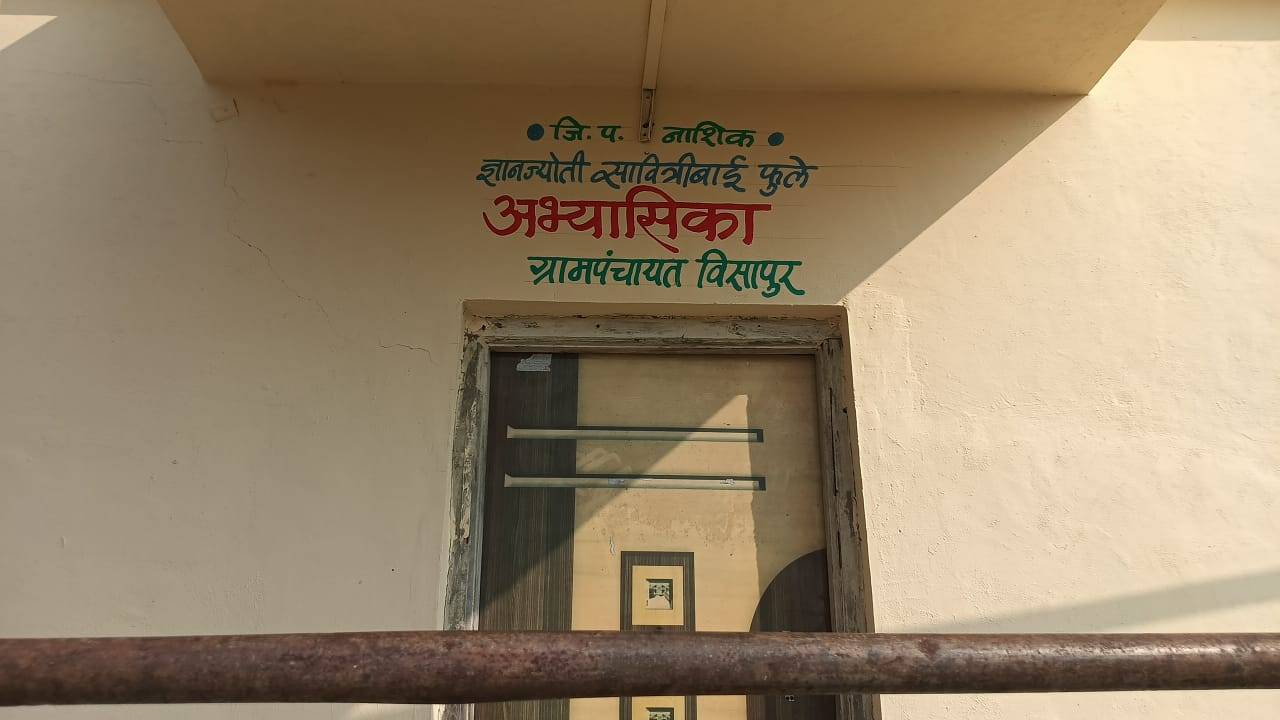 • जि. प. नाशिक •
ज्ञानज्योती सावित्रीबाई फुले
अभ्यासिका
ग्रामपंचायत विसापुर